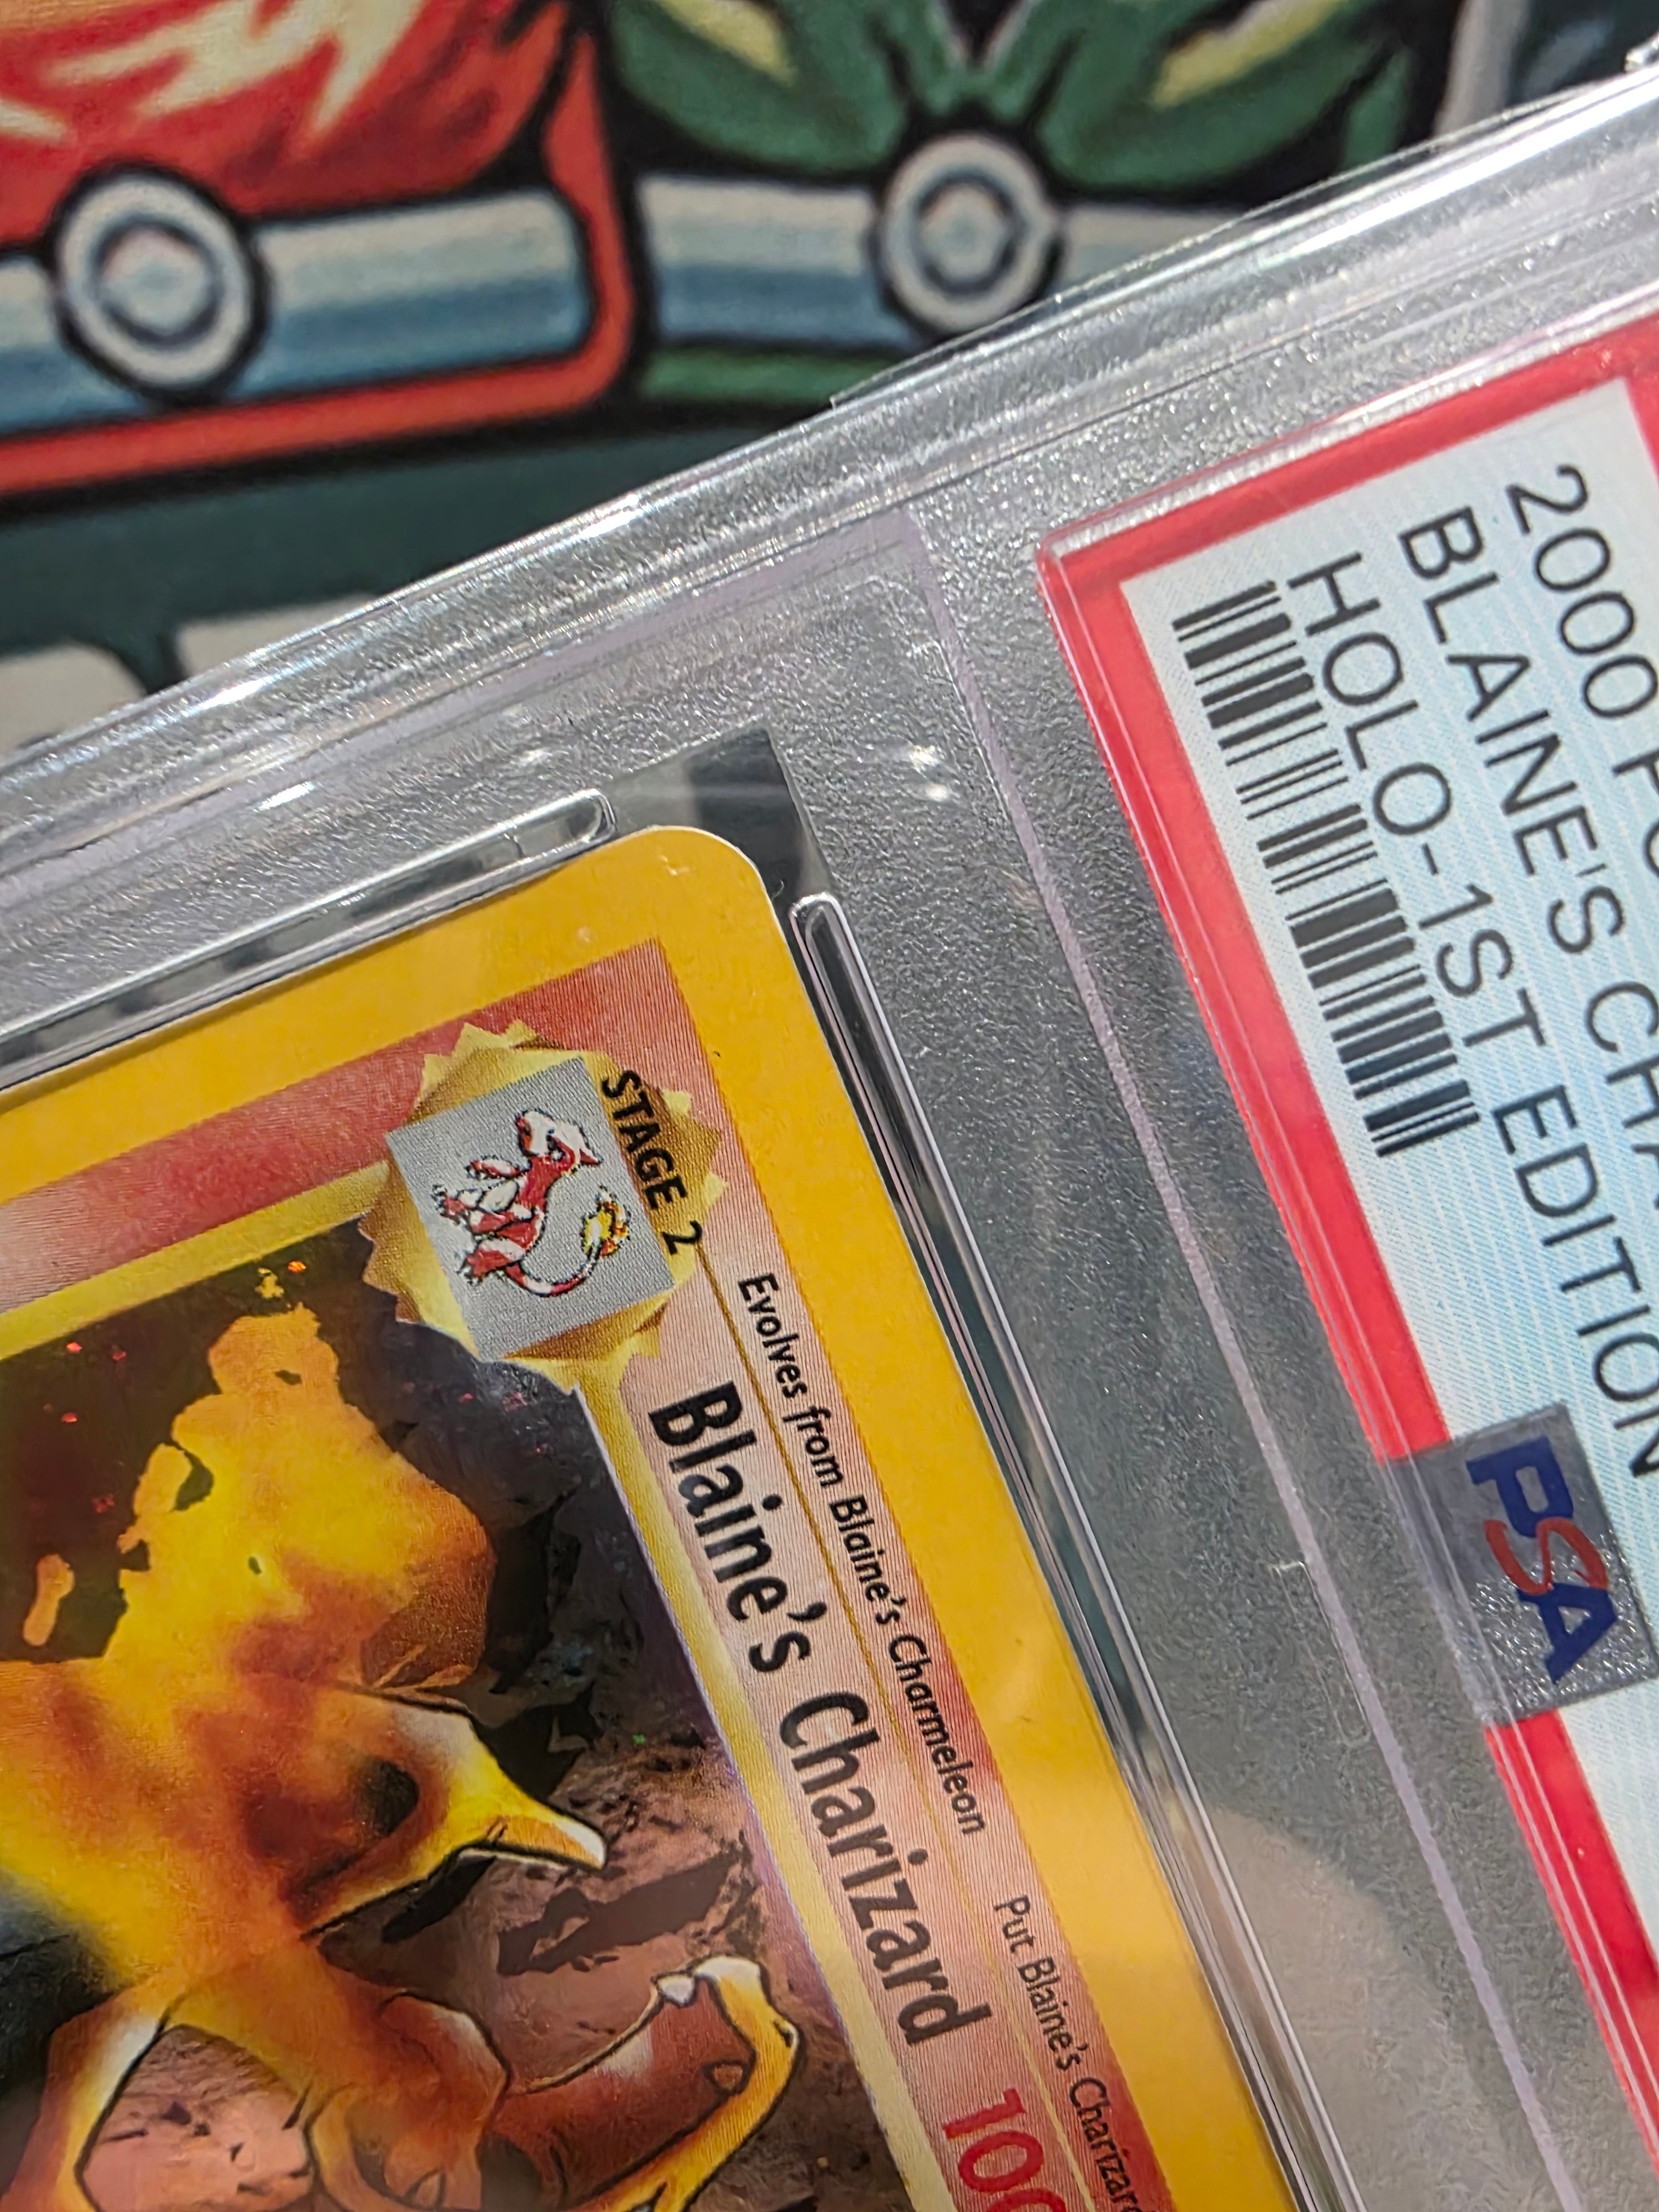 2000
BLAINE'S
HOLO-1ST EDITION
PSA
STAGE 2
Evolves from Blaine's Charmeleon
Put Blaine's
Blaine's Charizard